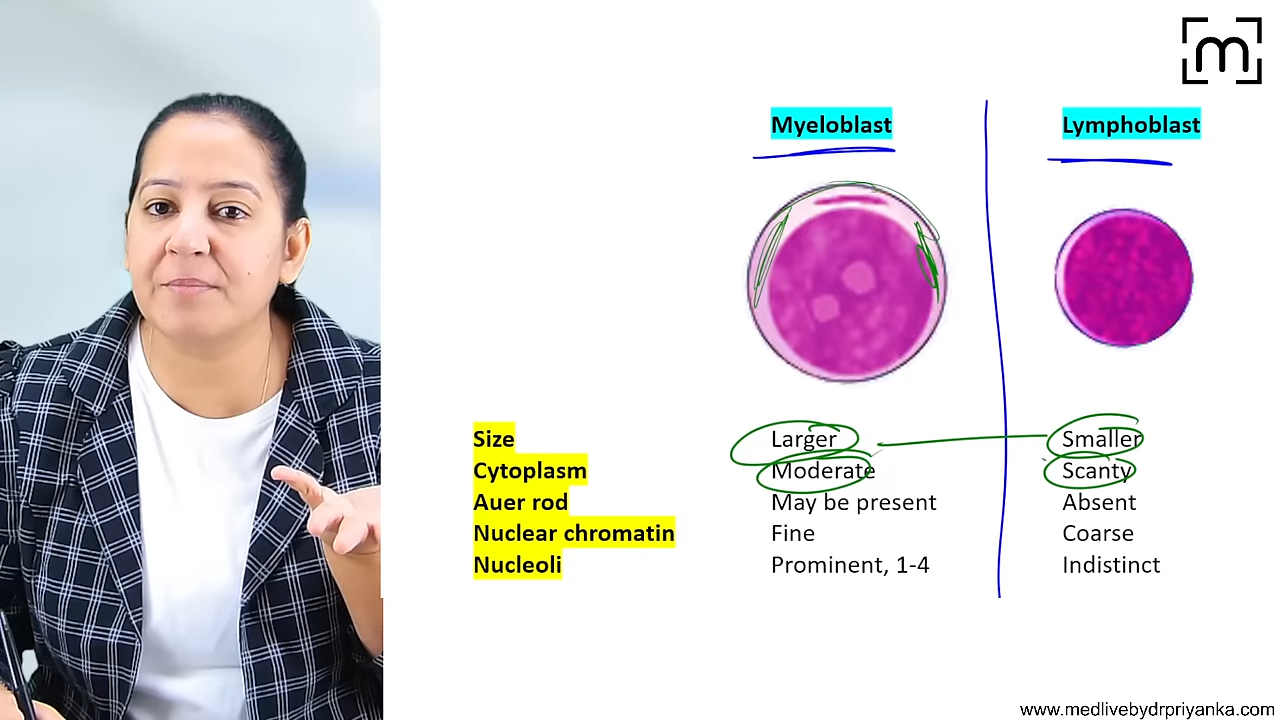 m
Myeloblast Lymphoblast
Size Larger Smaller
Cytoplasm Moderate Scanty
Auer rod May be present Absent
Nuclear chromatin Fine Coarse
Nucleoli Prominent, 1-4 Indistinct
www.medlivebydrpriyanka.com